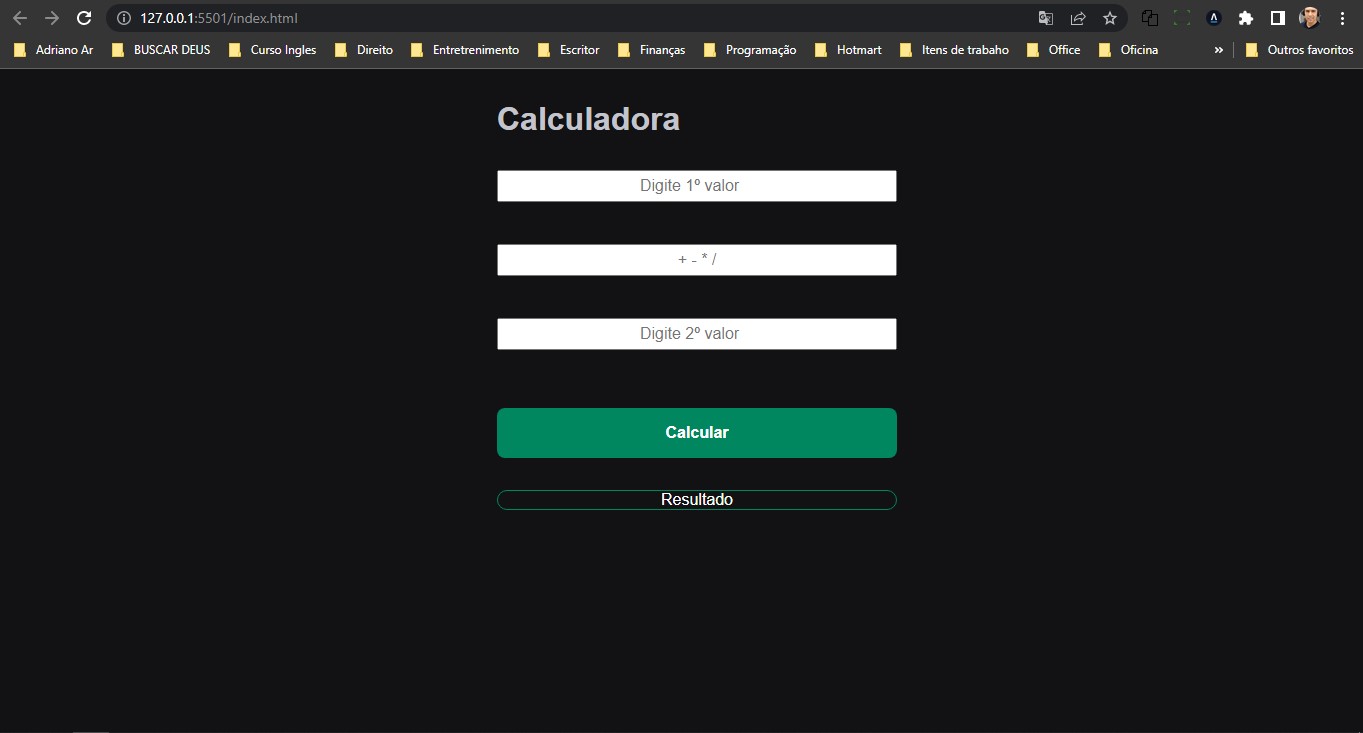 127.0.0.1:5501/index.html
Adriano Ar BUSCAR DEUS Curso Ingles Direito Entretrenimento Escritor Finanças Programação Hotmart Itens de trabaho Office Oficina » Outros favoritos
Calculadora
Digite 1º valor
+ - * /
Digite 2º valor
Calcular
Resultado